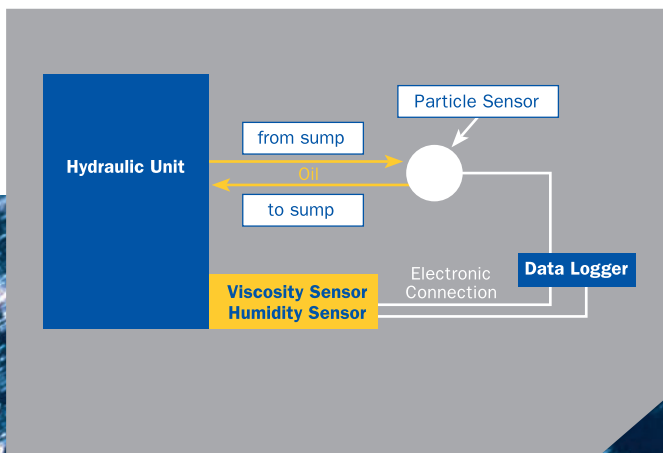 Particle Sensor
from sump
Hydraulic Unit
Oil
to sump
Electronic
Connection
Data Logger
Viscosity Sensor
Humidity Sensor